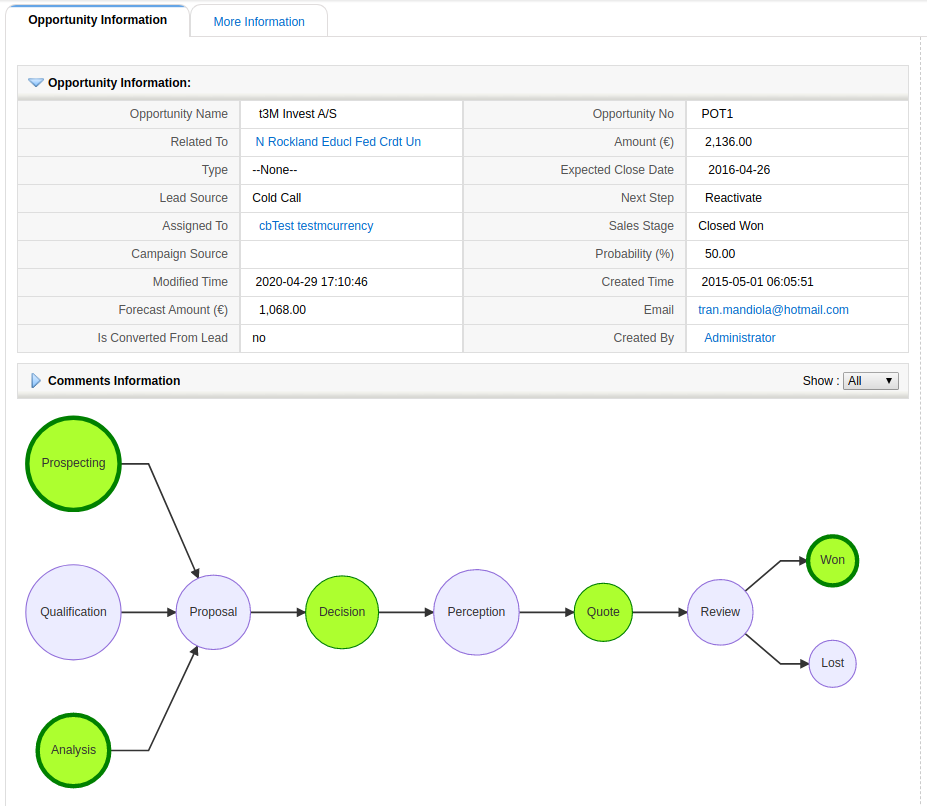 Opportunity Information
More Information
Opportunity Information:
Opportunity Name t3M Invest A/S Opportunity No POT1
Related To N Rockland Educl Fed Crdt Un Amount (€) 2,136.00
Type --None-- Expected Close Date 2016-04-26
Lead Source Cold Call Next Step Reactivate
Assigned To cbTest testmcurrency Sales Stage Closed Won
Campaign Source Probability (%) 50.00
Modified Time 2020-04-29 17:10:46 Created Time 2015-05-01 06:05:51
Forecast Amount (€) 1,068.00 Email tran.mandiola@hotmail.com
Is Converted From Lead no Created By Administrator
Comments Information Show : All
Prospecting
Won
Qualification Proposal Decision Perception Quote Review
Lost
Analysis